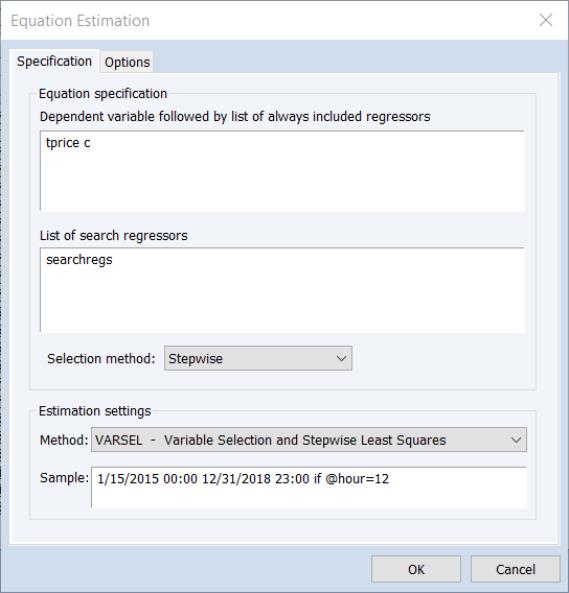 Equation Estimation
Specification Options
Equation specification
Dependent variable followed by list of always included regressors
tprice c
List of search regressors
searchregs
Selection method: Stepwise
Estimation settings
Method: VARSEL - Variable Selection and Stepwise Least Squares
Sample: 1/15/2015 00:00 12/31/2018 23:00 if @hour=12
OK Cancel